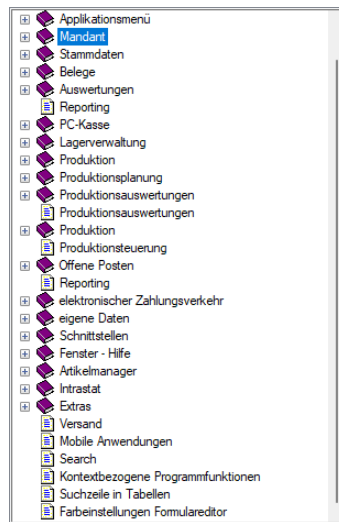 Applikationsmenü
Mandant
Stammdaten
Belege
Auswertungen
Reporting
PC-Kasse
Lagerverwaltung
Produktion
Produktionsplanung
Produktionsauswertungen
Produktionsauswertungen
Produktion
Produktionsteuerung
Offene Posten
Reporting
elektronischer Zahlungsverkehr
eigene Daten
Schnittstellen
Fenster - Hilfe
Artikelmanager
Intrastat
Extras
Versand
Mobile Anwendungen
Search
Kontextbezogene Programmfunktionen
Suchzeile in Tabellen
Farbeinstellungen Formulareditor